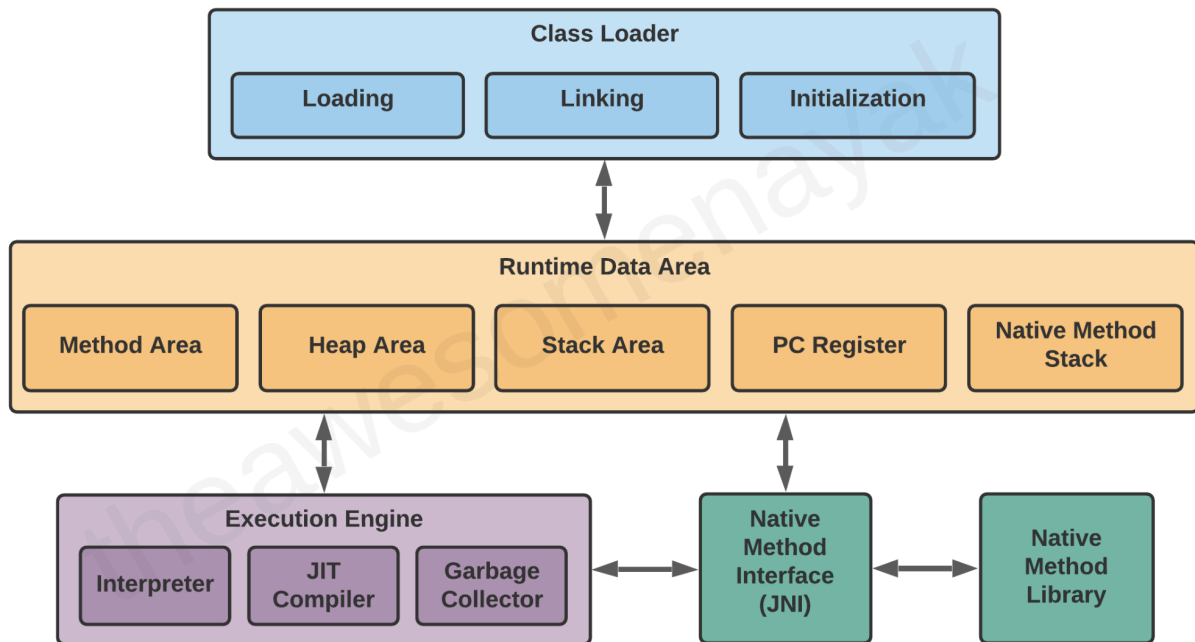 Class Loader
Loading
Linking
Initialization
Runtime Data Area
Method Area
Heap Area
Stack Area
PC Register
Native Method
Stack
Execution Engine
Interpreter
JIT
Compiler
Garbage
Collector
Native
Method
Interface
(JNI)
Native
Method
Library
theawesomenayak